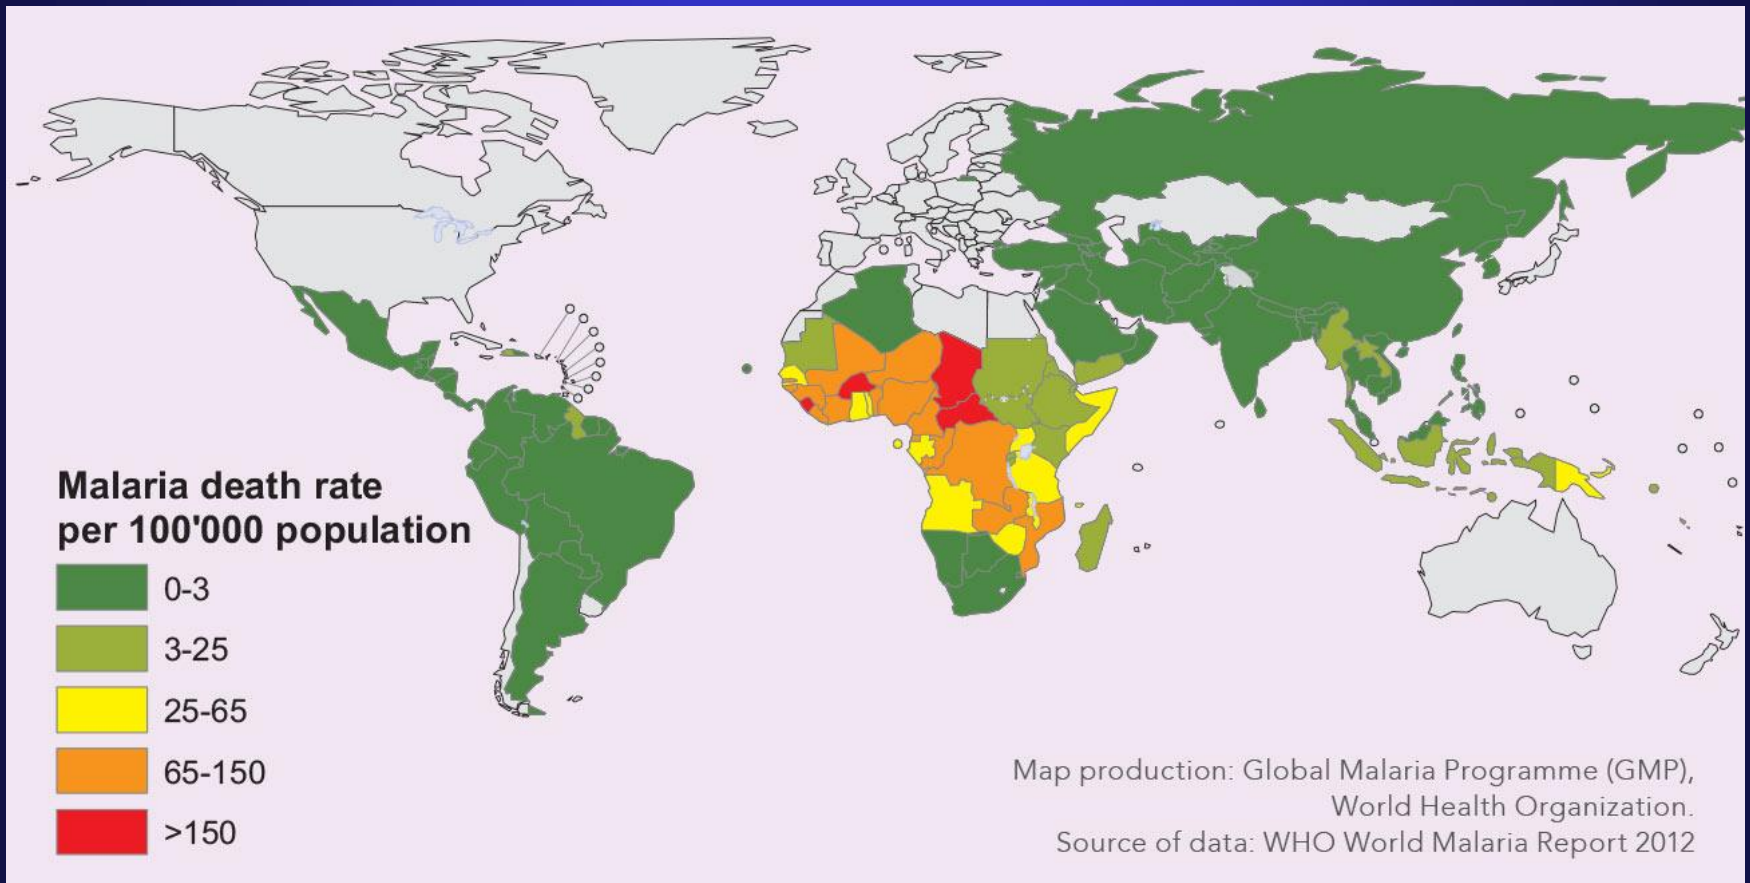 Malaria death rate
per 100'000 population
0-3
3-25
25-65
65-150
>150
Map production: Global Malaria Programme (GMP),
World Health Organization.
Source of data: WHO World Malaria Report 2012